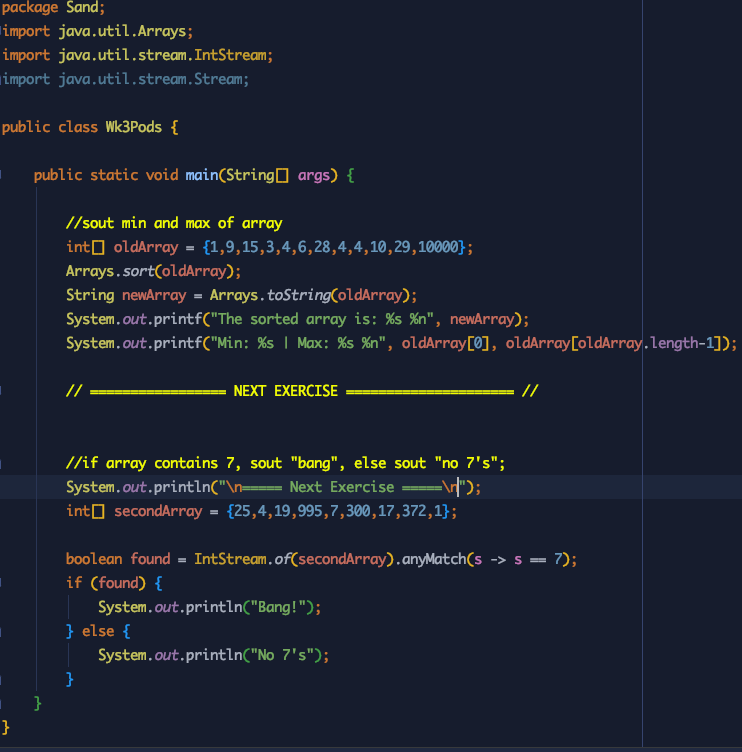 package Sand;
import java.util.Arrays;
import java.util.stream.IntStream;
import java.util.stream.Stream;
public class Wk3Pods {
public static void main(String[] args) {
//sout min and max of array
int[] oldArray = {1,9,15,3,4,6,28,4,4,10,29,10000};
Arrays.sort(oldArray);
String newArray = Arrays.toString(oldArray);
System.out.printf("The sorted array is: %s %n", newArray);
System.out.printf("Min: %s | Max: %s %n", oldArray[0], oldArray[oldArray.length-1]);
// ================= NEXT EXERCISE ===================== //
//if array contains 7, sout "bang", else sout "no 7's";
System.out.println("\n===== Next Exercise =====\n");
int[] secondArray = {25,4,19,995,7,300,17,372,1};
boolean found = IntStream.of(secondArray).anyMatch(s -> s == 7);
if (found) {
System.out.println("Bang!");
} else {
System.out.println("No 7's");
}
}
}